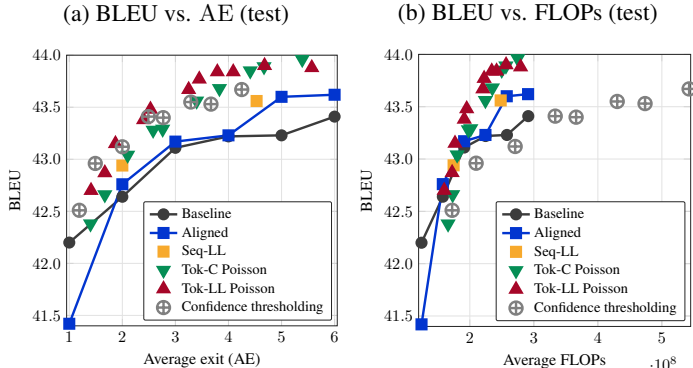 (a) BLEU vs. AE (test)
44.0
43.5
43.0
42.5
42.0
41.5
BLEU
1 2 3 4 5 6
Average exit (AE)
Baseline
Aligned
Seq-LL
Tok-C Poisson
Tok-LL Poisson
Confidence thresholding
(b) BLEU vs. FLOPs (test)
44.0
43.5
43.0
42.5
42.0
41.5
BLEU
2 3 4 5
Average FLOPs
·10⁸
Baseline
Aligned
Seq-LL
Tok-C Poisson
Tok-LL Poisson
Confidence thresholding